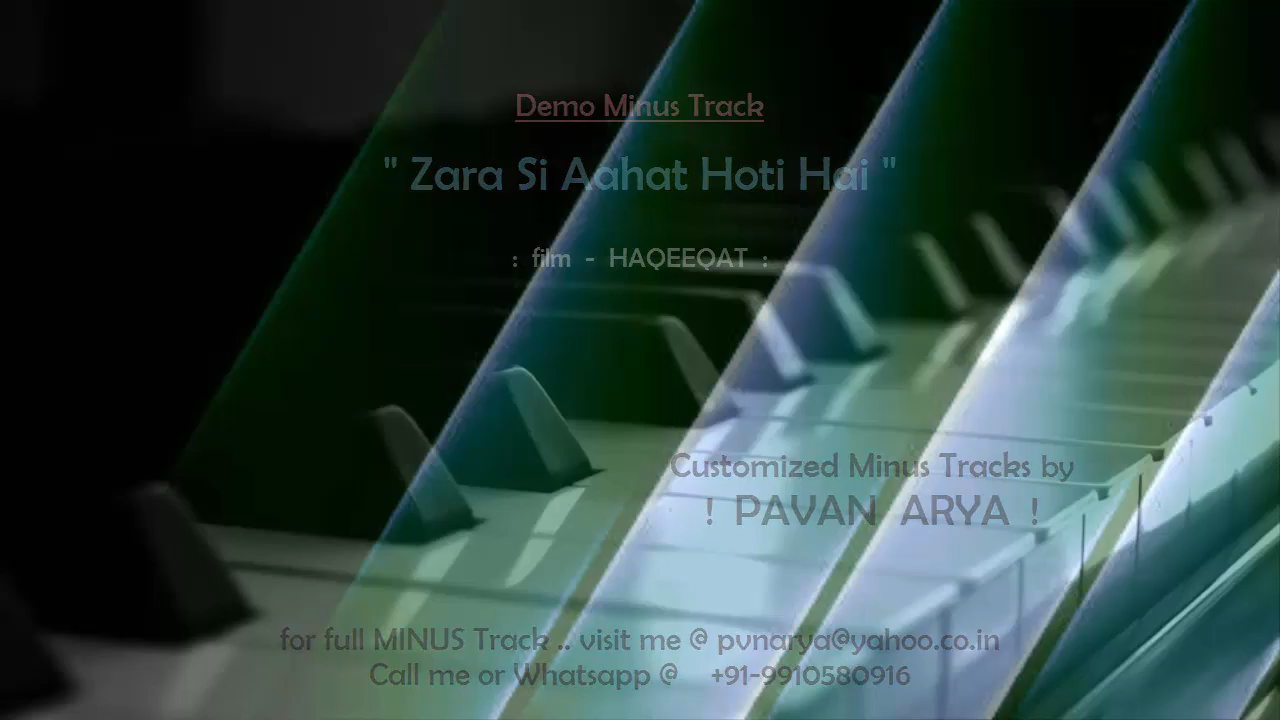 Demo Minus Track
" Zara Si Aahat Hoti Hai "
: film - HAQEEQAT :
Customized Minus Tracks by
! PAVAN ARYA !
for full MINUS Track .. visit me @ pvnarya@yahoo.co.in
Call me or Whatsapp @ +91-9910580916